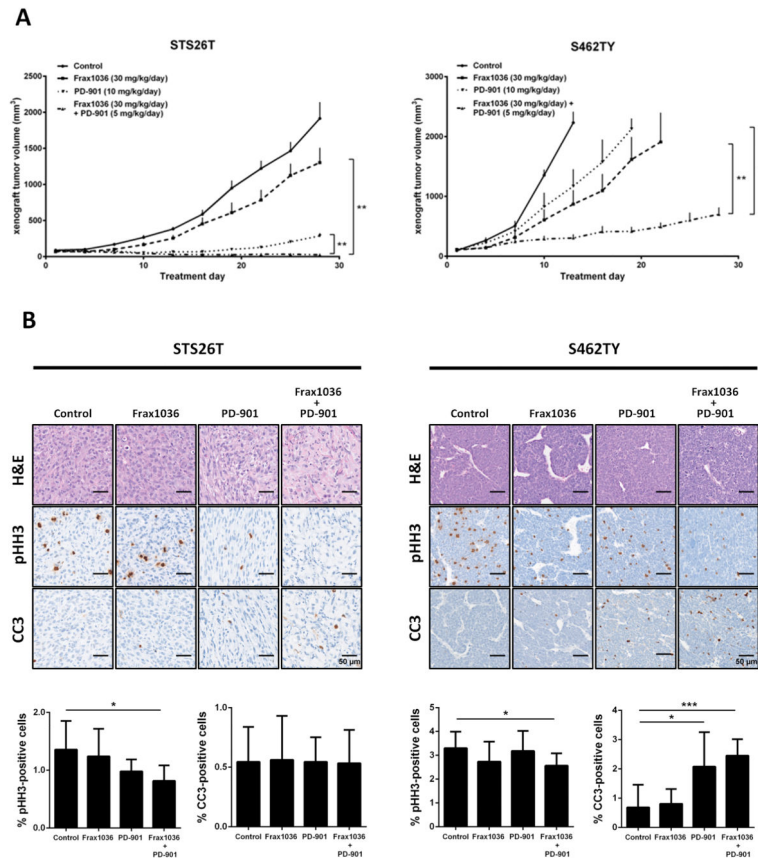 A
STS26T
Control
Frax1036 (30 mg/kg/day)
PD-901 (10 mg/kg/day)
Frax1036 (30 mg/kg/day)
+ PD-901 (5 mg/kg/day)
xenograft tumor volume (mm³)
2500
2000
1500
1000
500
0
0
10
20
30
Treatment day
**
**
S462TY
Control
Frax1036 (30 mg/kg/day)
PD-901 (10 mg/kg/day)
Frax1036 (30 mg/kg/day) +
PD-901 (5 mg/kg/day)
xenograft tumor volume (mm³)
3000
2000
1000
0
0
10
20
30
Treatment day
**
B
STS26T
Control
Frax1036
PD-901
Frax1036
+
PD-901
H&E
pHH3
CC3
50 µm
S462TY
Control
Frax1036
PD-901
Frax1036
+
PD-901
H&E
pHH3
CC3
50 µm
% pHH3-positive cells
2.0
1.0
0.0
*
Control
Frax1036
PD-901
Frax1036
+
PD-901
% CC3-positive cells
1.0
0.5
0.0
Control
Frax1036
PD-901
Frax1036
+
PD-901
% pHH3-positive cells
5
4
3
2
1
0
*
Control
Frax1036
PD-901
Frax1036
+
PD-901
% CC3-positive cells
4
3
2
1
0
***
*
Control
Frax1036
PD-901
Frax1036
+
PD-901